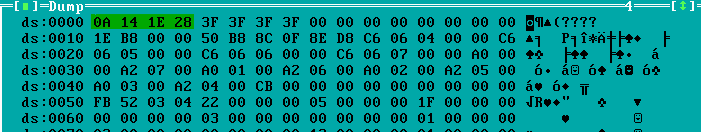 [■]=Dump 4 [↕]
ds:0000 0A 14 1E 28 3F 3F 3F 3F 00 00 00 00 00 00 00 00 ◙¶▲(????
ds:0010 1E B8 00 00 50 B8 8C 0F 8E D8 C6 06 04 00 00 C6 ▲╕  P╕î☼Ä╪╞♠♦  ╞
ds:0020 06 05 00 00 C6 06 06 00 00 C6 06 07 00 00 A0 00 ♠♣  ╞♠♠  ╞♠•  á
ds:0030 00 A2 07 00 A0 01 00 A2 06 00 A0 02 00 A2 05 00 ó• á☺ ó♠ á☻ ó♣
ds:0040 A0 03 00 A2 04 00 CB 00 00 00 00 00 00 00 00 00 á♥ ó♦ ╦
ds:0050 FB 52 03 04 22 00 00 00 05 00 00 00 1F 00 00 00 √R♥♦"   ♣   ▼
ds:0060 00 00 00 00 03 00 00 00 00 00 00 00 01 00 00 00 ♥       ☺